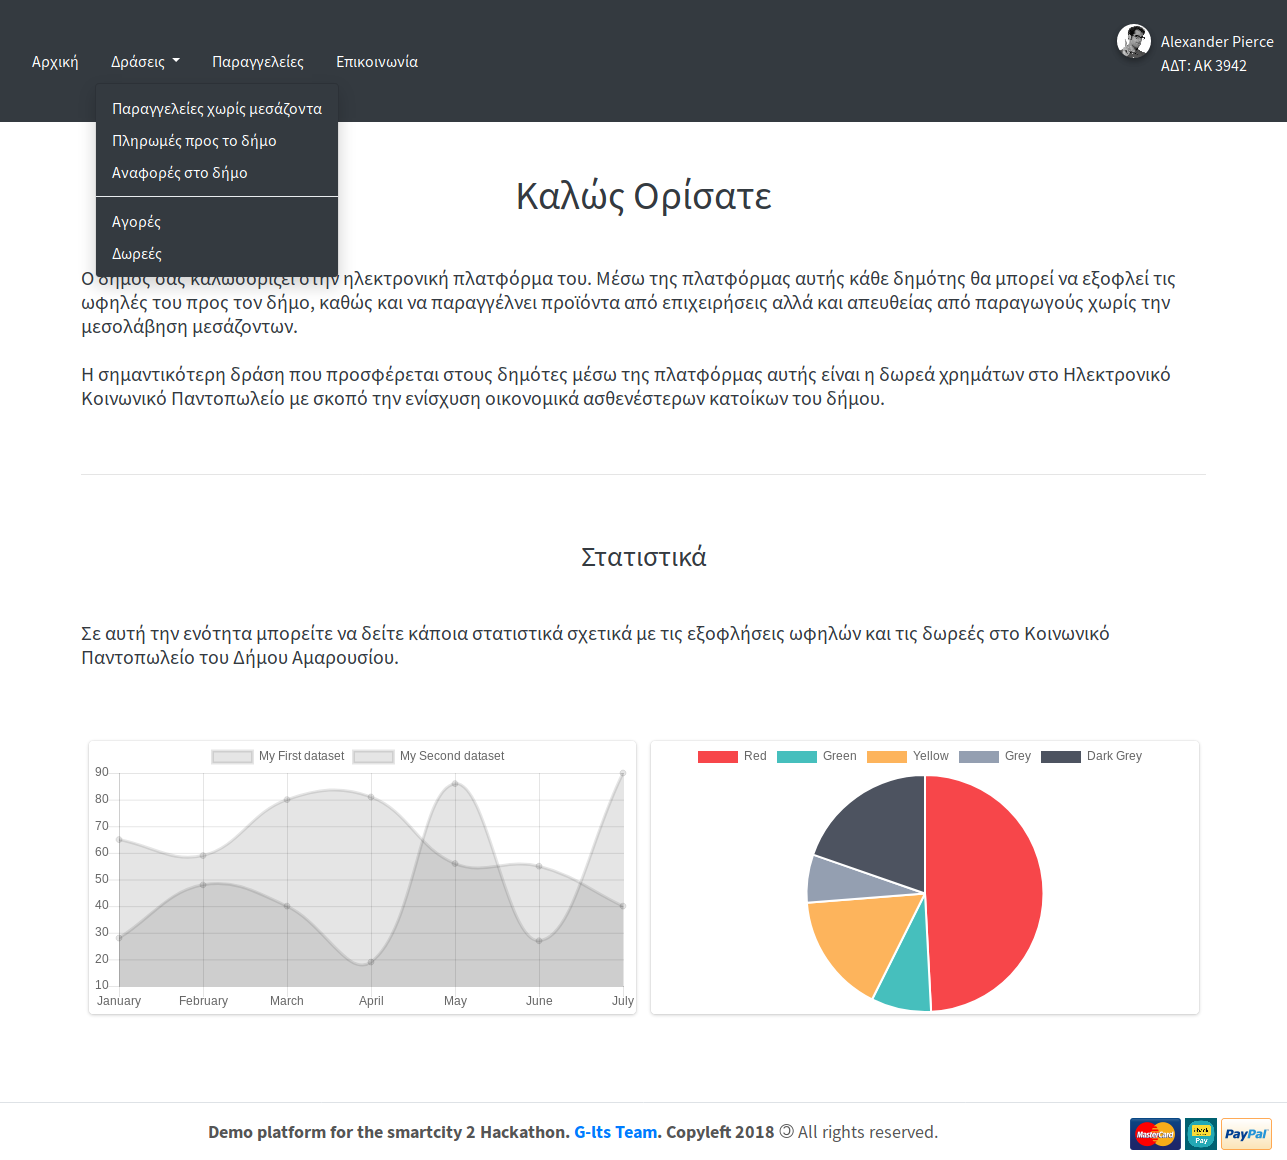 Αρχική
Δράσεις
Παραγγελείες
Επικοινωνία
Alexander Pierce
ΑΔΤ: ΑΚ 3942
Παραγγελείες χωρίς μεσάζοντα
Πληρωμές προς το δήμο
Αναφορές στο δήμο
Αγορές
Δωρεές
Καλώς Ορίσατε
Ο δήμος σας καλωσορίζει στην ηλεκτρονική πλατφόρμα του. Μέσω της πλατφόρμας αυτής κάθε δημότης θα μπορεί να εξοφλεί τις
ωφηλές του προς τον δήμο, καθώς και να παραγγέλνει προϊόντα από επιχειρήσεις αλλά και απευθείας από παραγωγούς χωρίς την
μεσολάβηση μεσάζοντων.
Η σημαντικότερη δράση που προσφέρεται στους δημότες μέσω της πλατφόρμας αυτής είναι η δωρεά χρημάτων στο Ηλεκτρονικό
Κοινωνικό Παντοπωλείο με σκοπό την ενίσχυση οικονομικά ασθενέστερων κατοίκων του δήμου.
Στατιστικά
Σε αυτή την ενότητα μπορείτε να δείτε κάποια στατιστικά σχετικά με τις εξοφλήσεις ωφηλών και τις δωρεές στο Κοινωνικό
Παντοπωλείο του Δήμου Αμαρουσίου.
My First dataset My Second dataset
90
80
70
60
50
40
30
20
10
January February March April May June July
Red Green Yellow Grey Dark Grey
Demo platform for the smartcity 2 Hackathon. G-lts Team. Copyleft 2018 🄯 All rights reserved.
MasterCard
check
Pay
PayPal